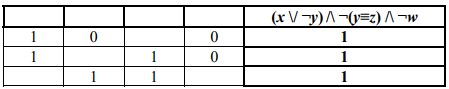 (x \/ ¬y) /\ ¬(y≡z) /\ ¬w
1 0 0 1
1 1 0 1
1 1 1